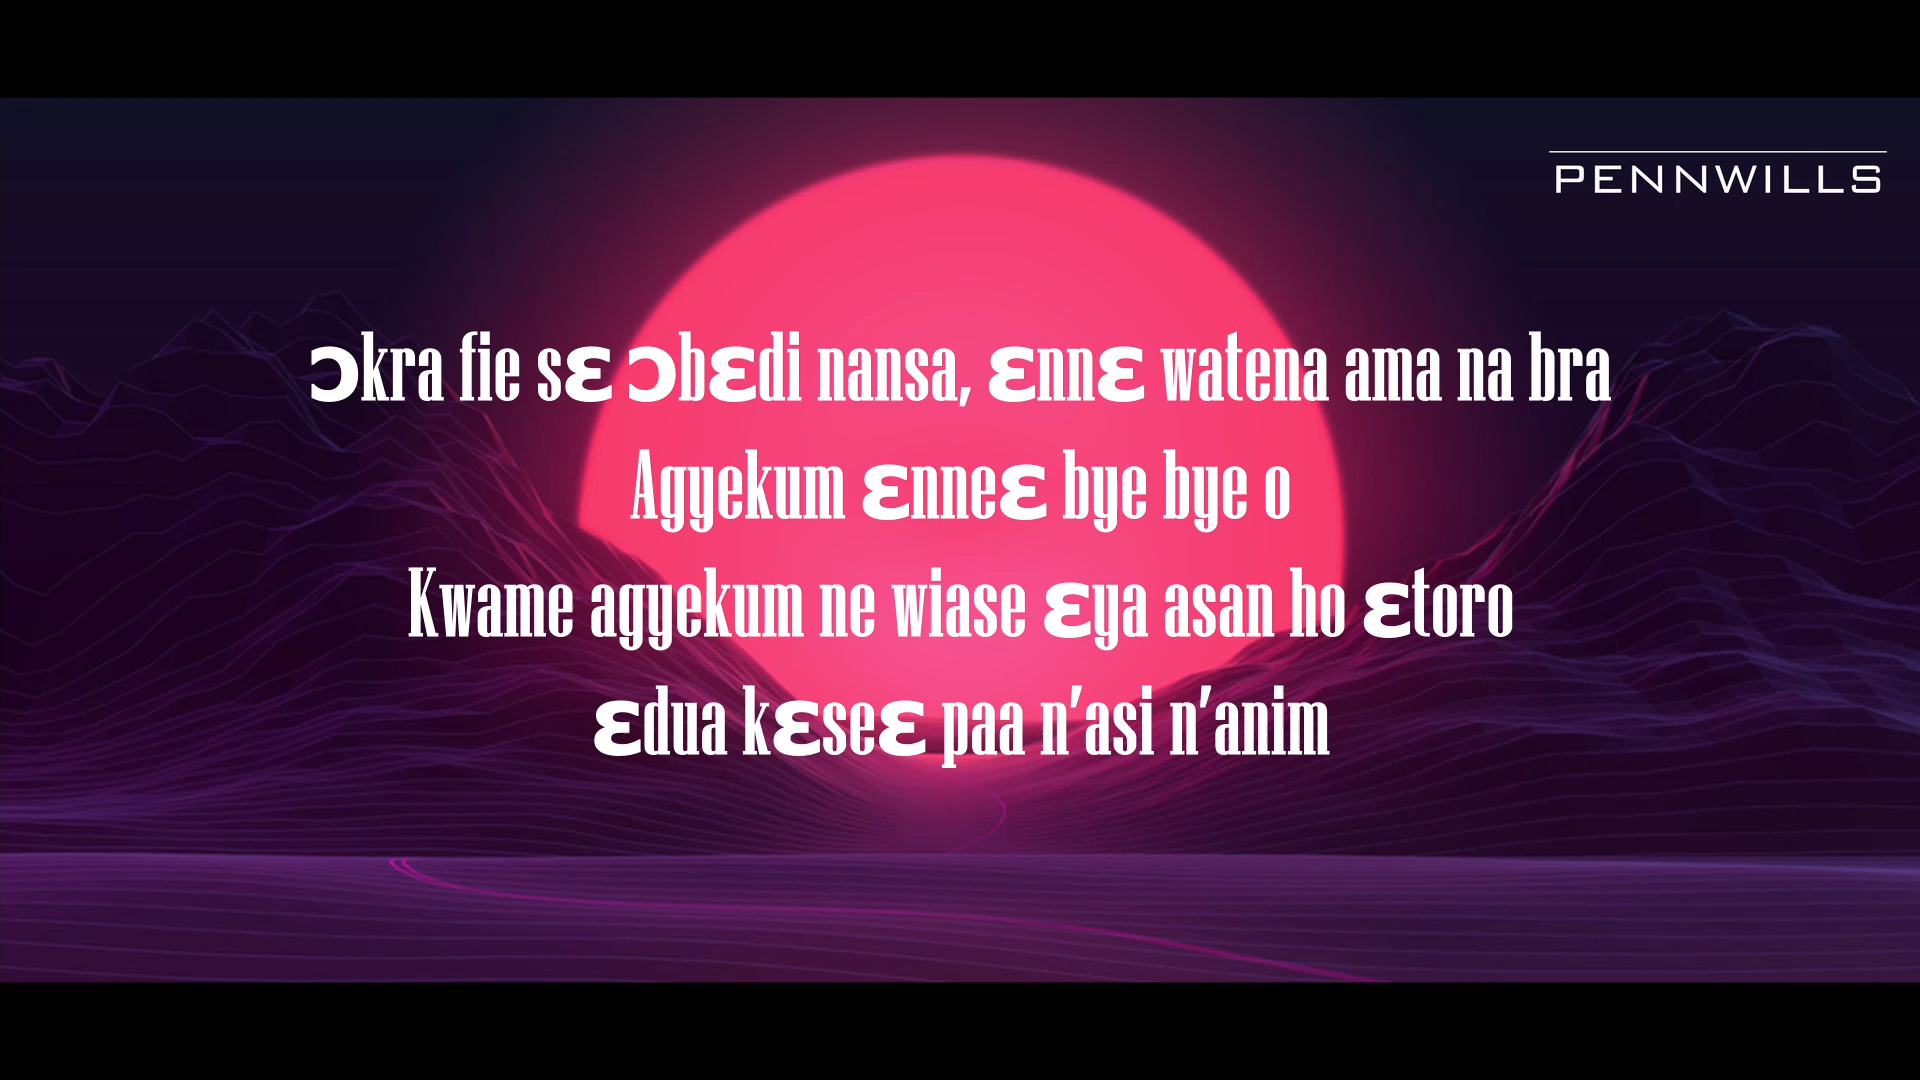 PENNWILLS
ɔkra fie sɛ ɔbɛdi nansa, ɛnnɛ watena ama na bra
Agyekum ɛnneɛ bye bye o
Kwame agyekum ne wiase ɛya asan ho ɛtoro
ɛdua kɛseɛ paa n'asi n'anim